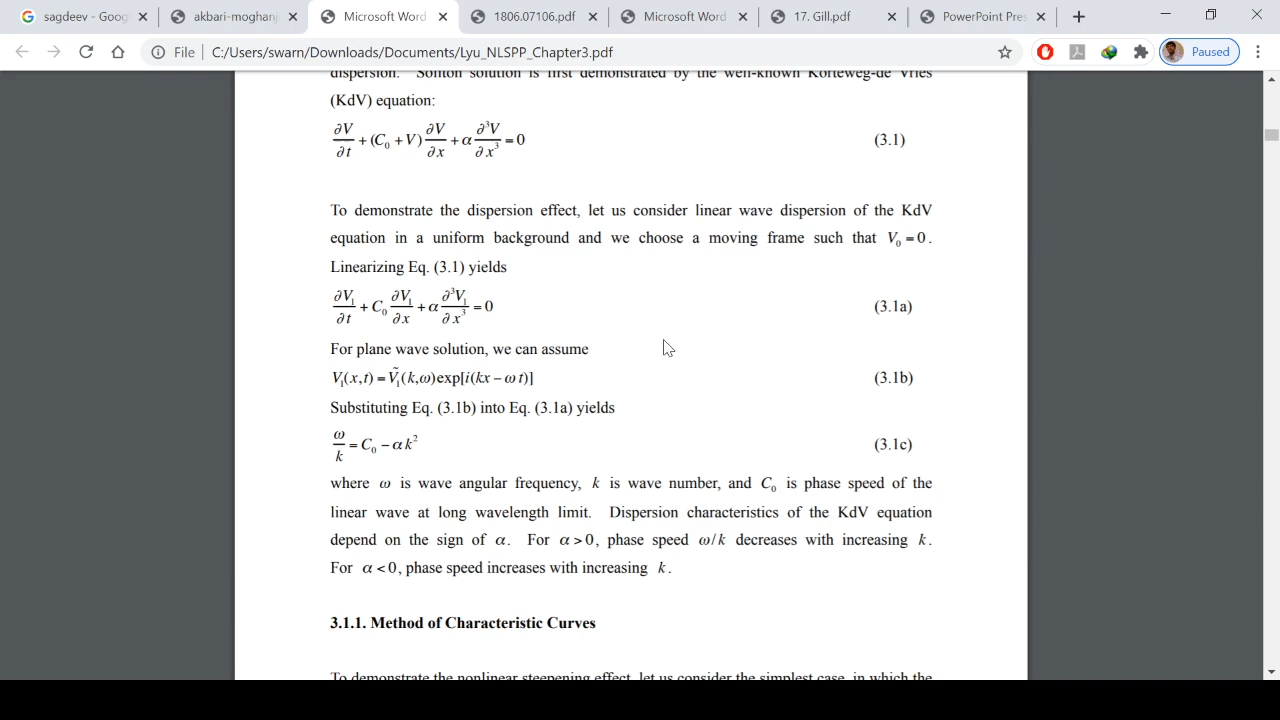 sagdeev - Goog
akbari-moghanj
Microsoft Word
1806.07106.pdf
Microsoft Word
17. Gill.pdf
PowerPoint Pres
File | C:/Users/swarn/Downloads/Documents/Lyu_NLSPP_Chapter3.pdf
Paused
dispersion. Soliton solution is first demonstrated by the well-known Korteweg-de Vries
(KdV) equation:
∂V/∂t + (C₀ + V) ∂V/∂x + α ∂³V/∂x³ = 0 (3.1)
To demonstrate the dispersion effect, let us consider linear wave dispersion of the KdV
equation in a uniform background and we choose a moving frame such that V₀ = 0.
Linearizing Eq. (3.1) yields
∂V₁/∂t + C₀ ∂V₁/∂x + α ∂³V₁/∂x³ = 0 (3.1a)
For plane wave solution, we can assume
V₁(x,t) = Ṽ₁(k,ω)exp[i(kx − ω t)] (3.1b)
Substituting Eq. (3.1b) into Eq. (3.1a) yields
ω/k = C₀ − αk² (3.1c)
where ω is wave angular frequency, k is wave number, and C₀ is phase speed of the
linear wave at long wavelength limit. Dispersion characteristics of the KdV equation
depend on the sign of α. For α > 0, phase speed ω/k decreases with increasing k.
For α < 0, phase speed increases with increasing k.
3.1.1. Method of Characteristic Curves
To demonstrate the nonlinear steepening effect, let us consider the simplest case, in which the